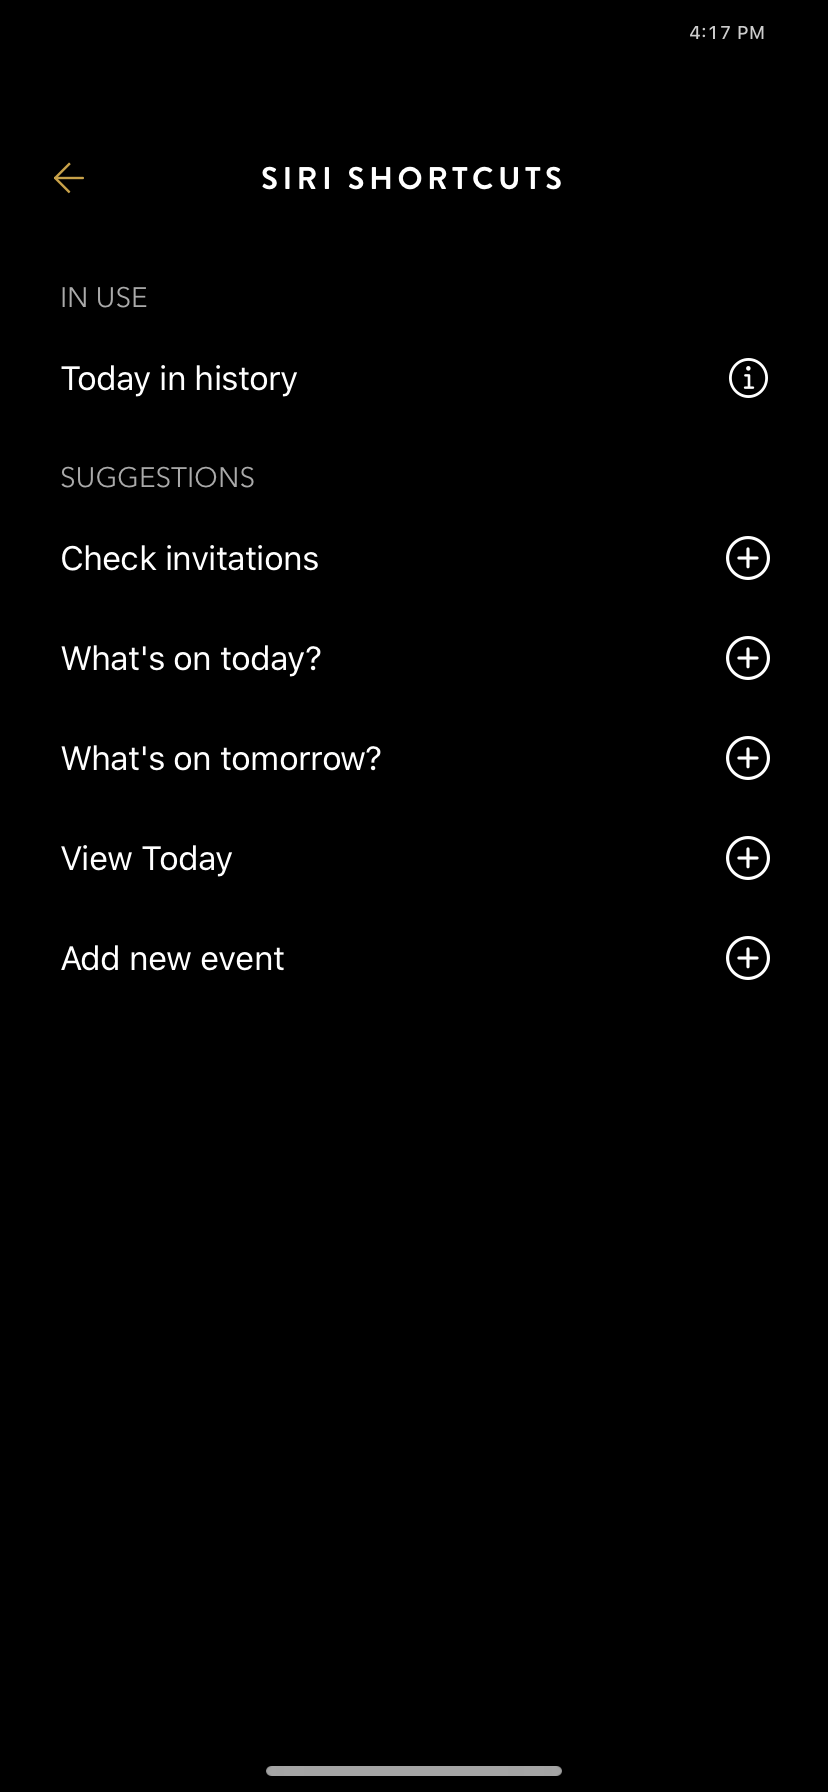 4:17 PM
SIRI SHORTCUTS
IN USE
Today in history
SUGGESTIONS
Check invitations
What's on today?
What's on tomorrow?
View Today
Add new event